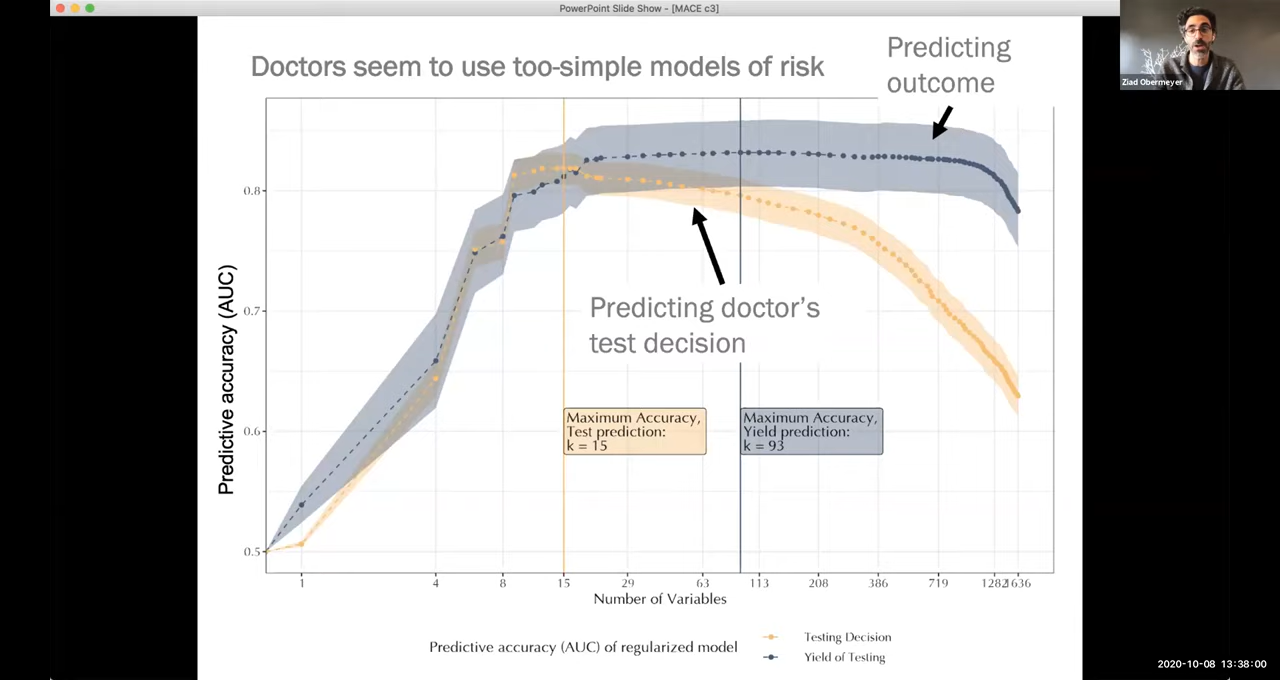 PowerPoint Slide Show - [MACE c3]
Ziad Obermeyer
Doctors seem to use too-simple models of risk
Predicting
outcome
Predicting doctor's
test decision
Maximum Accuracy,
Test prediction:
k = 15
Maximum Accuracy,
Yield prediction:
k = 93
Predictive accuracy (AUC)
0.8
0.7
0.6
0.5
1 4 8 15 29 63 113 208 386 719 1282 1636
Number of Variables
Predictive accuracy (AUC) of regularized model
Testing Decision
Yield of Testing
2020-10-08 13:38:00